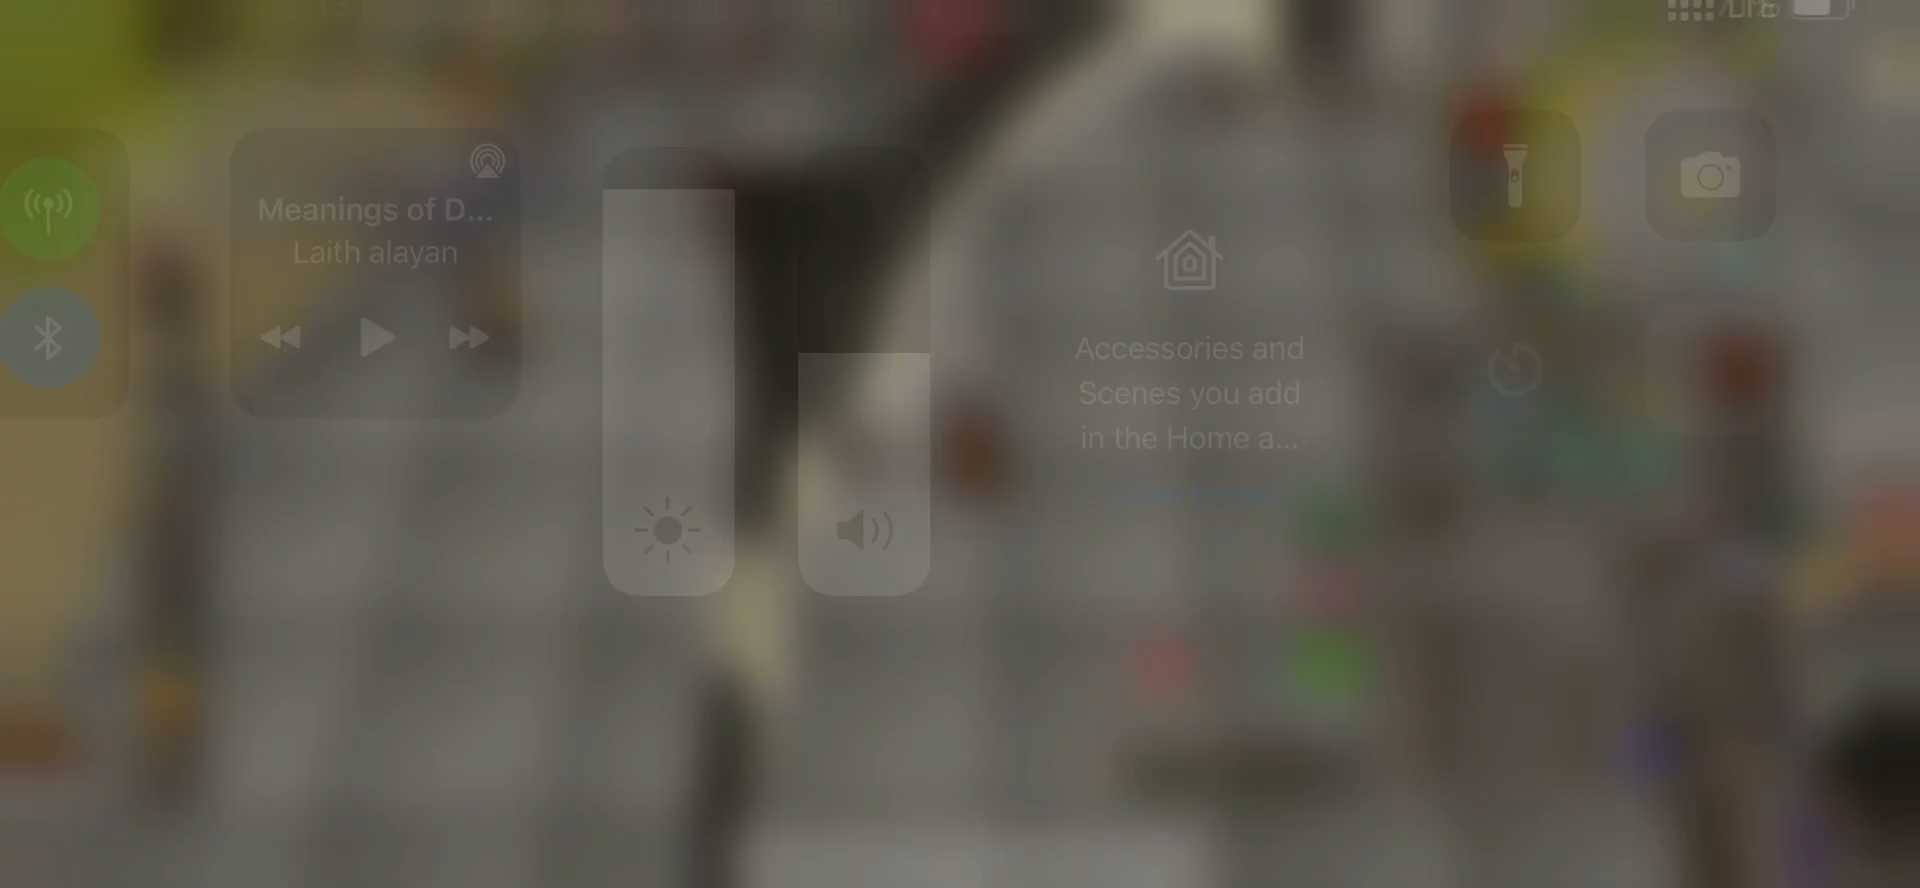 Meanings of D...
Laith alayan
Accessories and
Scenes you add
in the Home a...